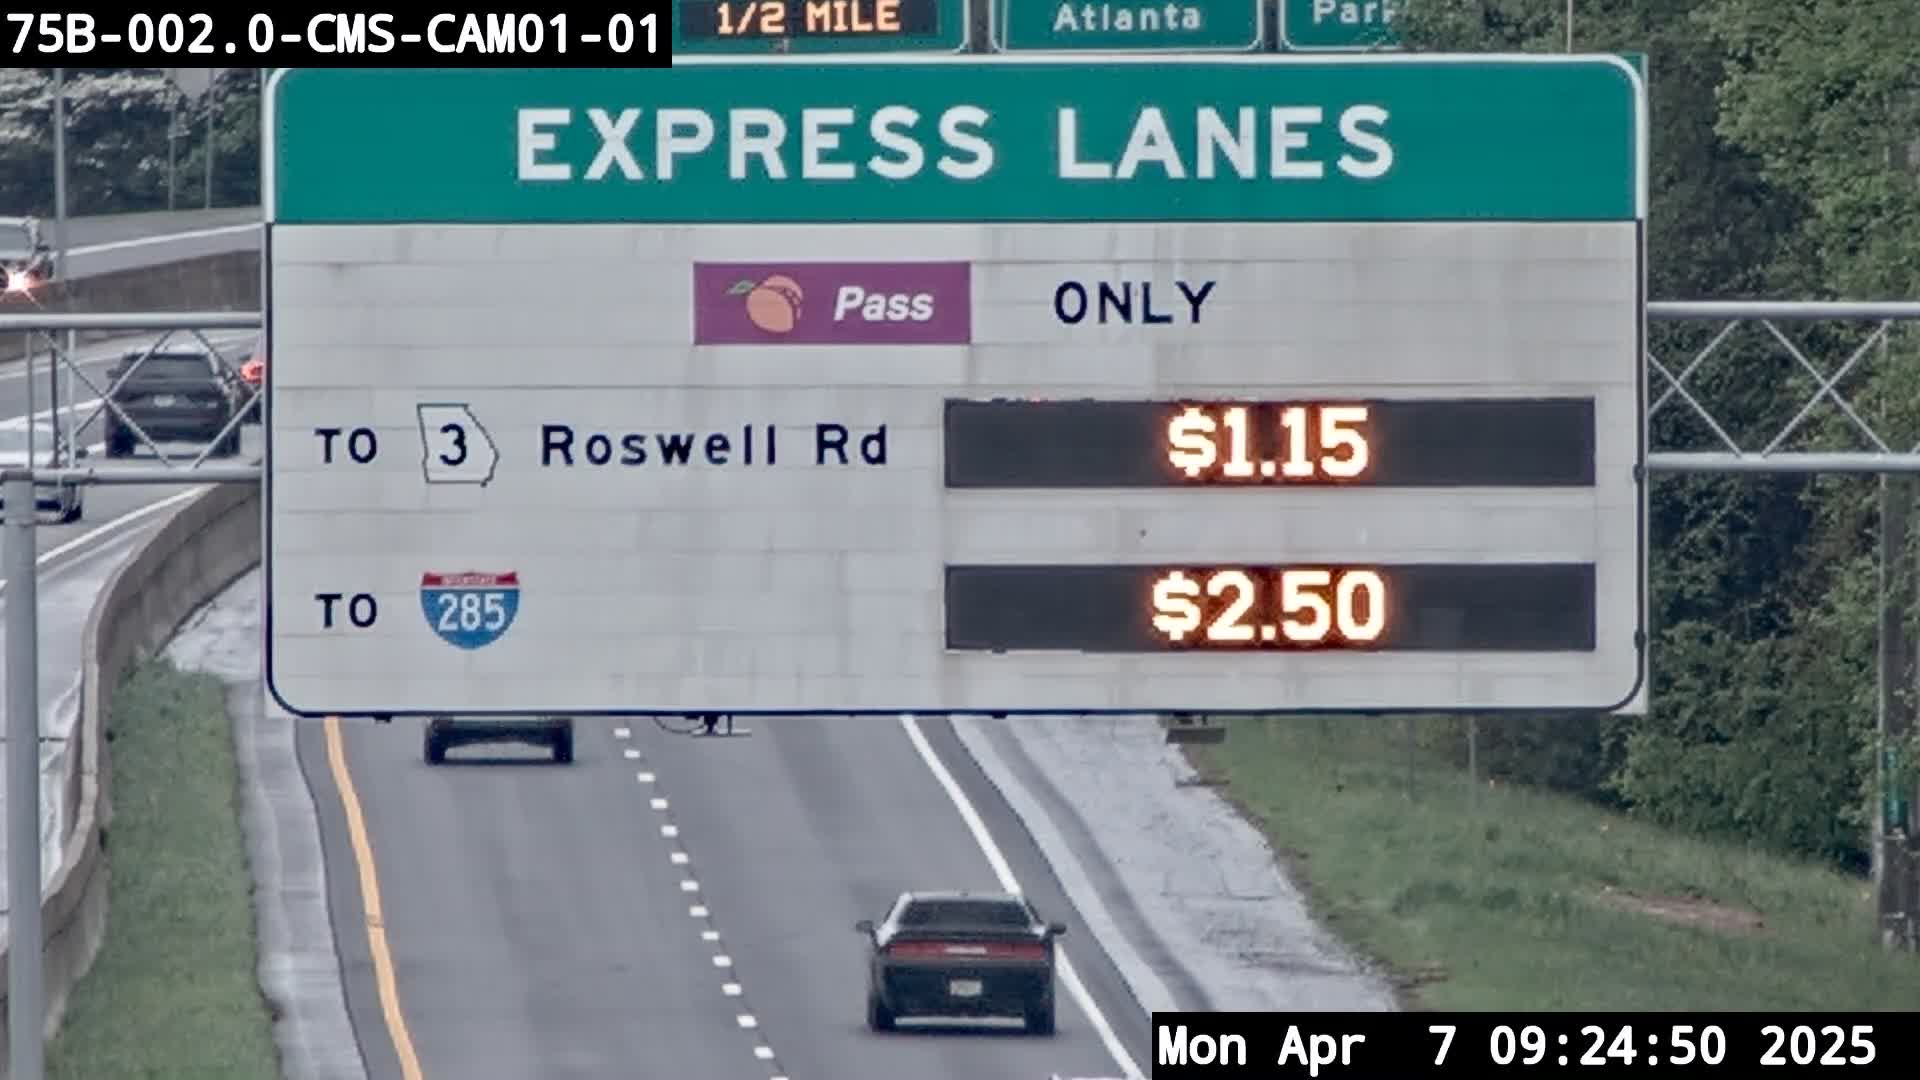 75B-002.0-CMS-CAM01-01
1/2 MILE
Atlanta
EXPRESS LANES
Pass ONLY
TO 3 Roswell Rd $1.15
TO 285 $2.50
Mon Apr 7 09:24:50 2025